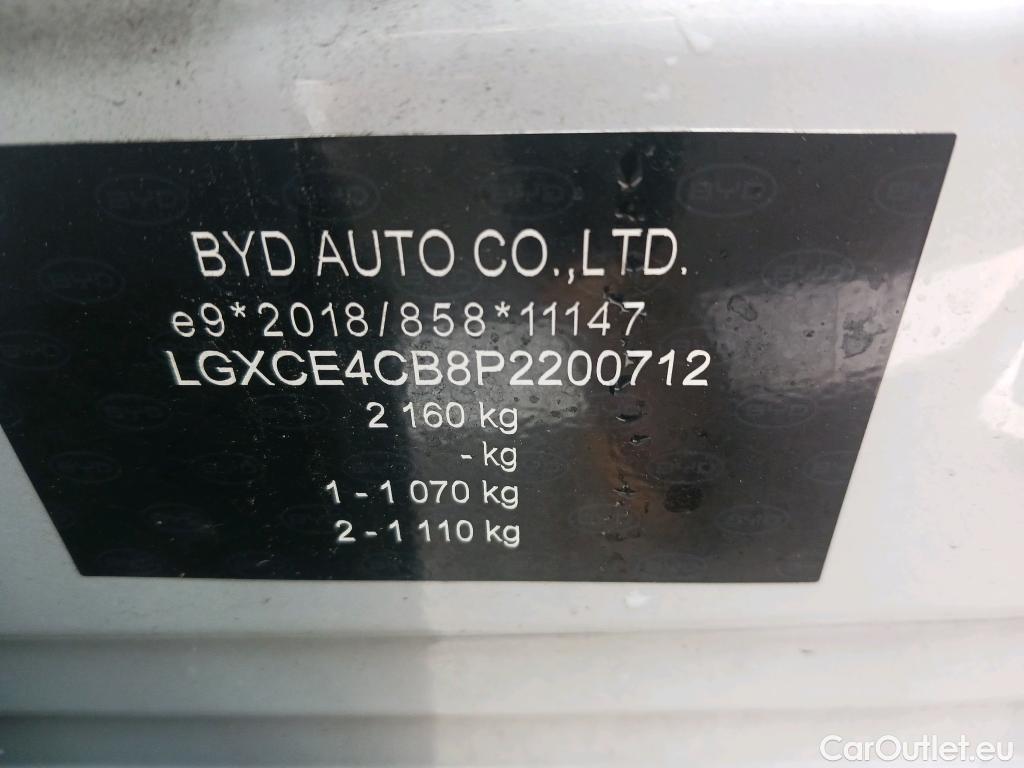 BYD AUTO CO.,LTD.
e9*2018/858*11147
LGXCE4CB8P2200712
2 160 kg
- kg
1 - 1 070 kg
2 - 1 110 kg
BYD
CarOutlet.eu